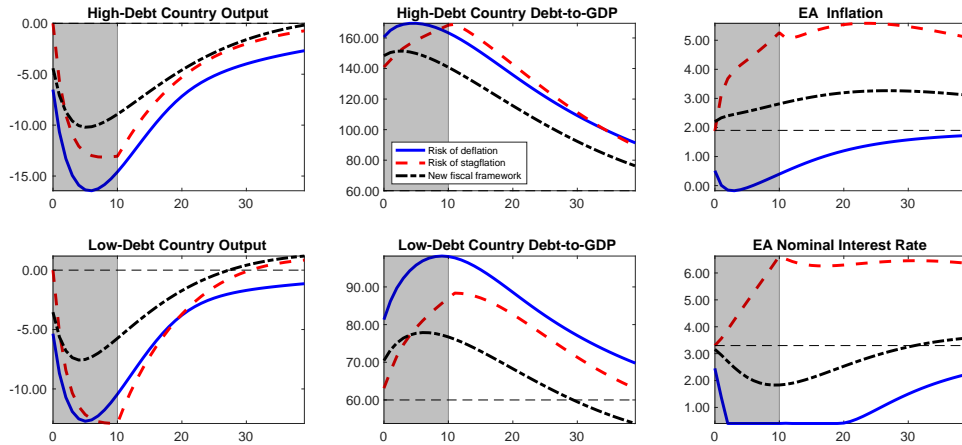 High-Debt Country Output
0.00
-5.00
-10.00
-15.00
0 10 20 30
High-Debt Country Debt-to-GDP
160.00
140.00
120.00
100.00
80.00
60.00
Risk of deflation
Risk of stagflation
New fiscal framework
0 10 20 30
EA Inflation
5.00
4.00
3.00
2.00
1.00
0.00
0 10 20 30
Low-Debt Country Output
0.00
-5.00
-10.00
0 10 20 30
Low-Debt Country Debt-to-GDP
90.00
80.00
70.00
60.00
0 10 20 30
EA Nominal Interest Rate
6.00
5.00
4.00
3.00
2.00
1.00
0 10 20 30